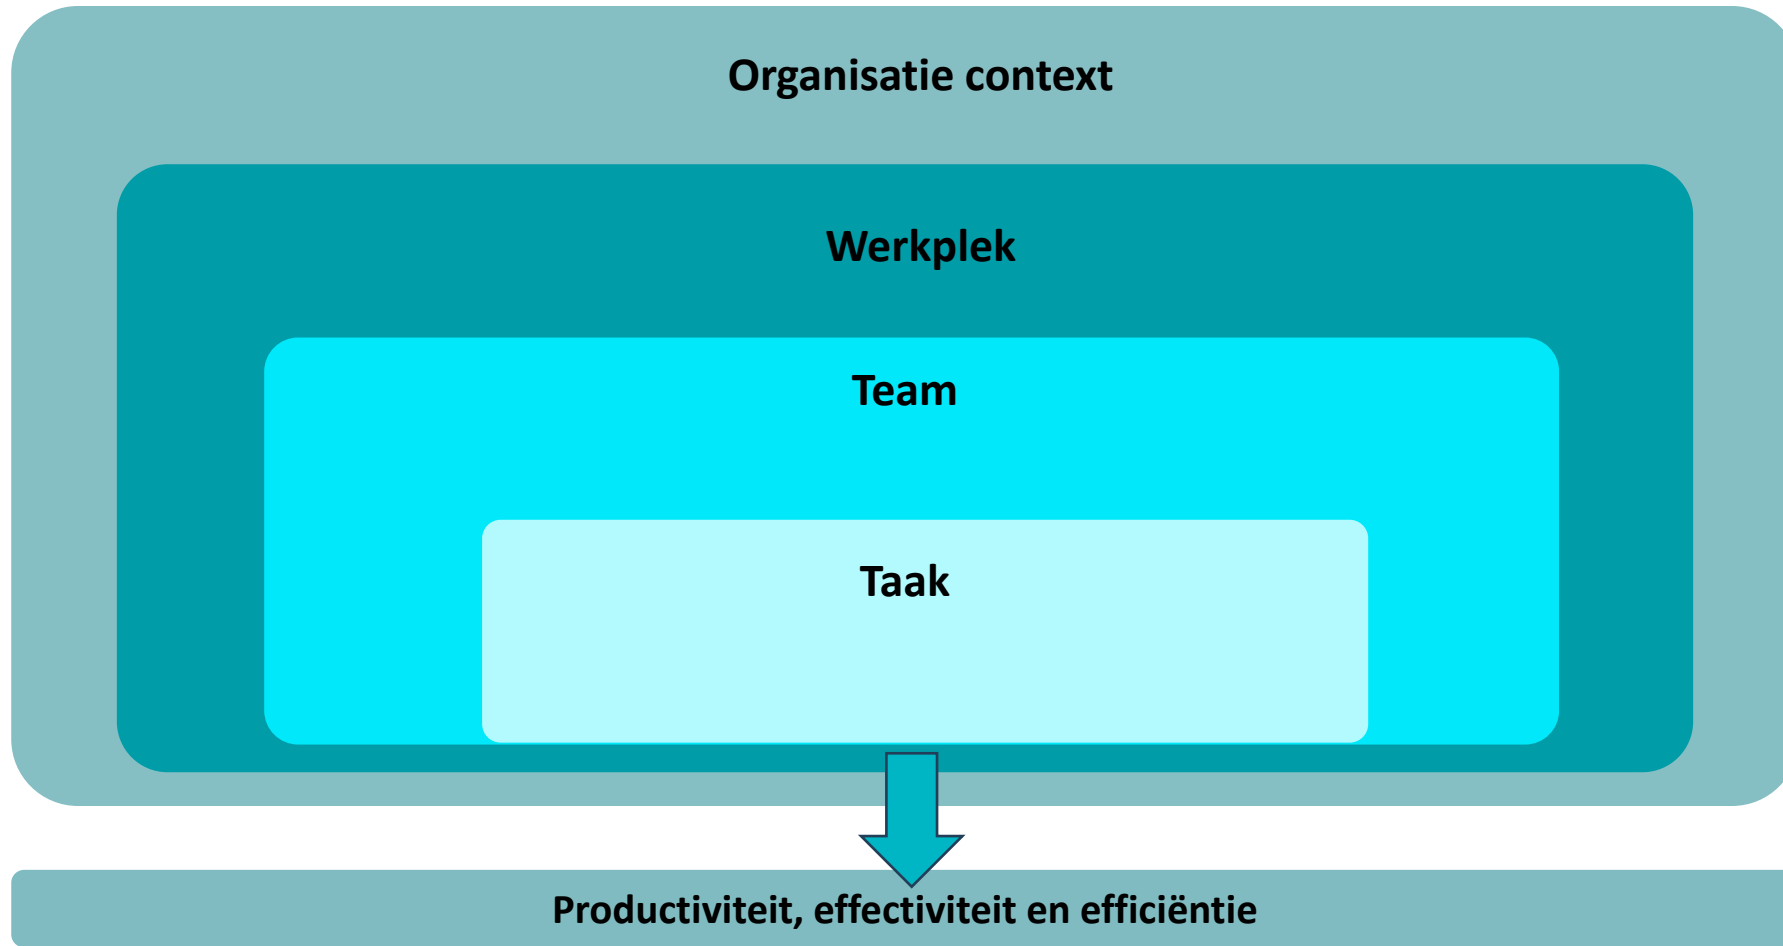 Organisatie context
Werkplek
Team
Taak
Productiviteit, effectiviteit en efficiëntie